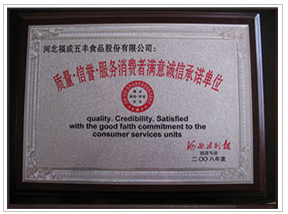 河北福成五丰食品股份有限公司：
质量·信誉·服务消费者满意诚信承诺单位
quality. Credibility. Satisfied
with the good faith commitment to the
consumer services units
二〇〇八年度